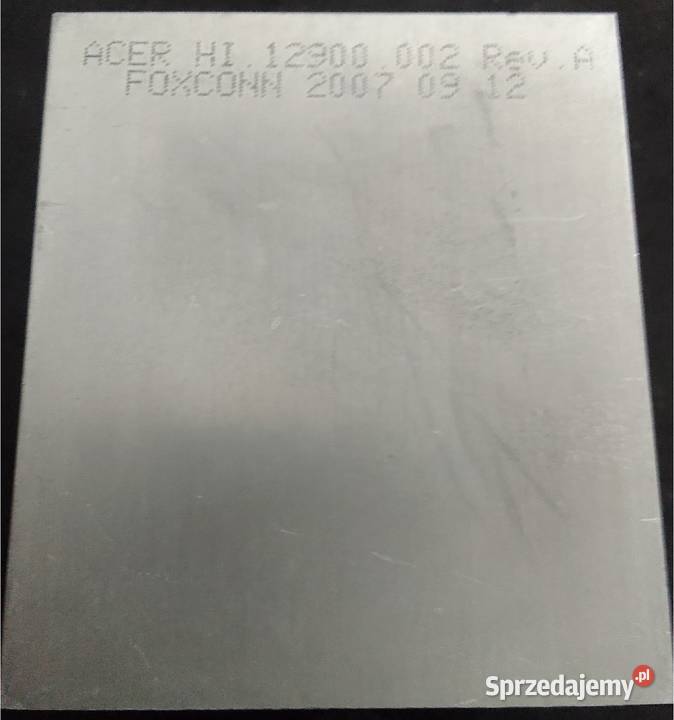 ACER HI.12900.002 Rev.A
FOXCONN 2007 09 12
Sprzedajemy.pl